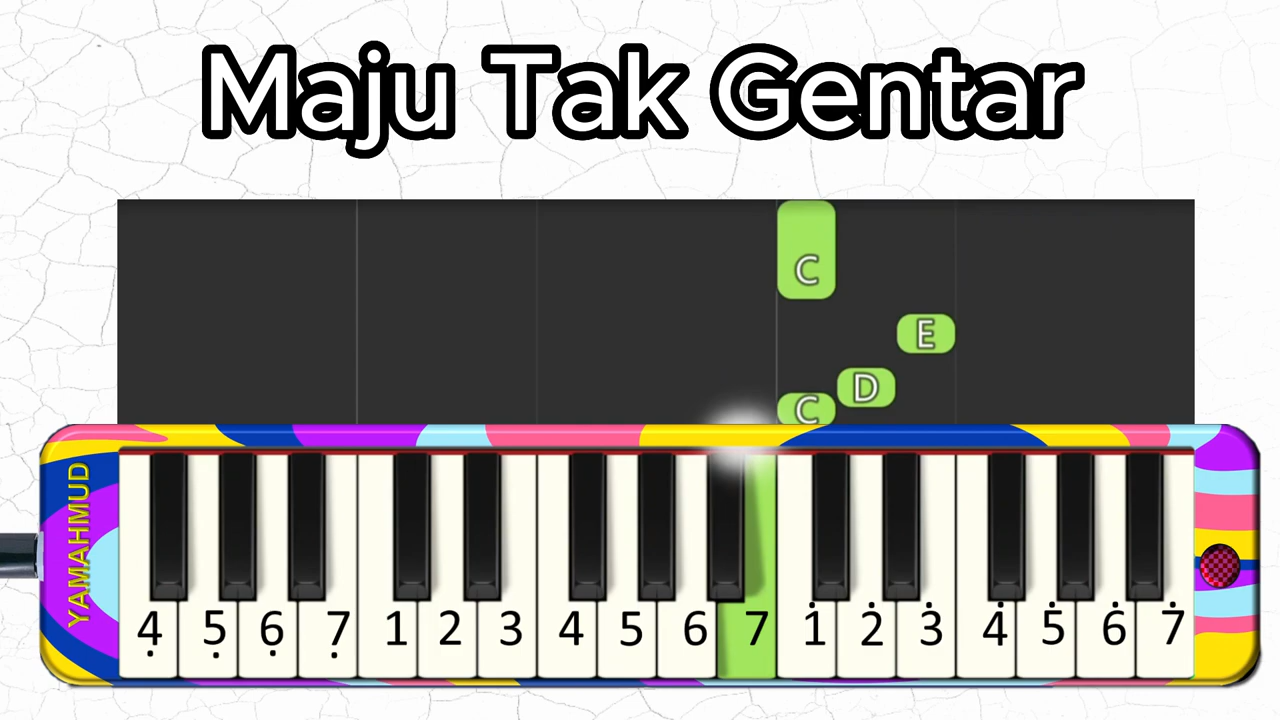 Maju Tak Gentar
C
E
D
C
YAMAHMUD
4̣ 5̣ 6̣ 7̣ 1 2 3 4 5 6 7 1̇ 2̇ 3̇ 4̇ 5̇ 6̇ 7̇